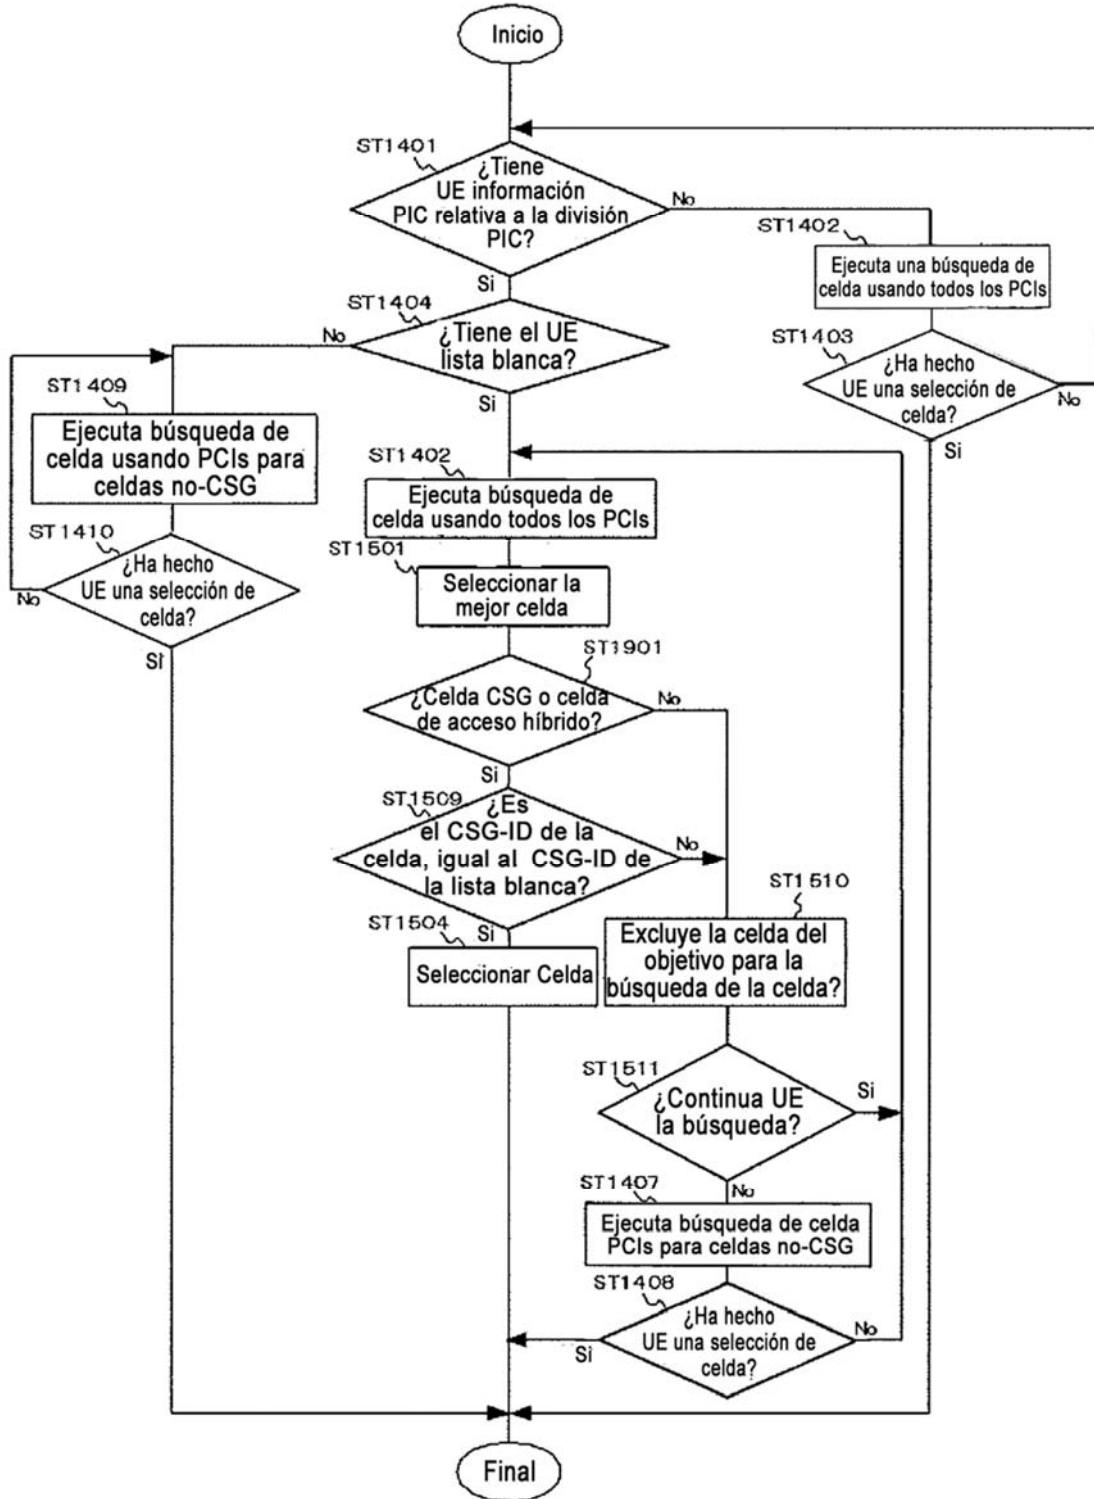 Inicio
ST1401
¿Tiene
UE información
PIC relativa a la división
PIC?
No
Si
ST1402
Ejecuta una búsqueda de
celda usando todos los PCIs
ST1403
¿Ha hecho
UE una selección de
celda?
No
Si
ST1404
¿Tiene el UE
lista blanca?
No
Si
ST1409
Ejecuta búsqueda de
celda usando PCIs para
celdas no-CSG
ST1410
¿Ha hecho
UE una selección de
celda?
No
Si
ST1402
Ejecuta búsqueda de
celda usando todos los PCIs
ST1501
Seleccionar la
mejor celda
ST1901
¿Celda CSG o celda
de acceso híbrido?
No
Si
ST1509
¿Es
el CSG-ID de la
celda, igual al CSG-ID de
la lista blanca?
No
Si
ST1504
Seleccionar Celda
ST1510
Excluye la celda del
objetivo para la
búsqueda de la celda?
ST1511
¿Continua UE
la búsqueda?
Si
No
ST1407
Ejecuta búsqueda de celda
PCIs para celdas no-CSG
ST1408
¿Ha hecho
UE una selección de
celda?
No
Si
Final